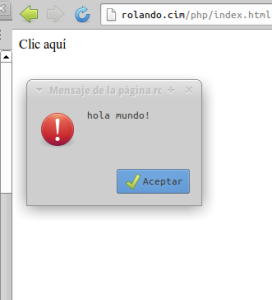 rolando.cim/php/index.html
Clic aquí
Mensaje de la página
hola mundo!
Aceptar